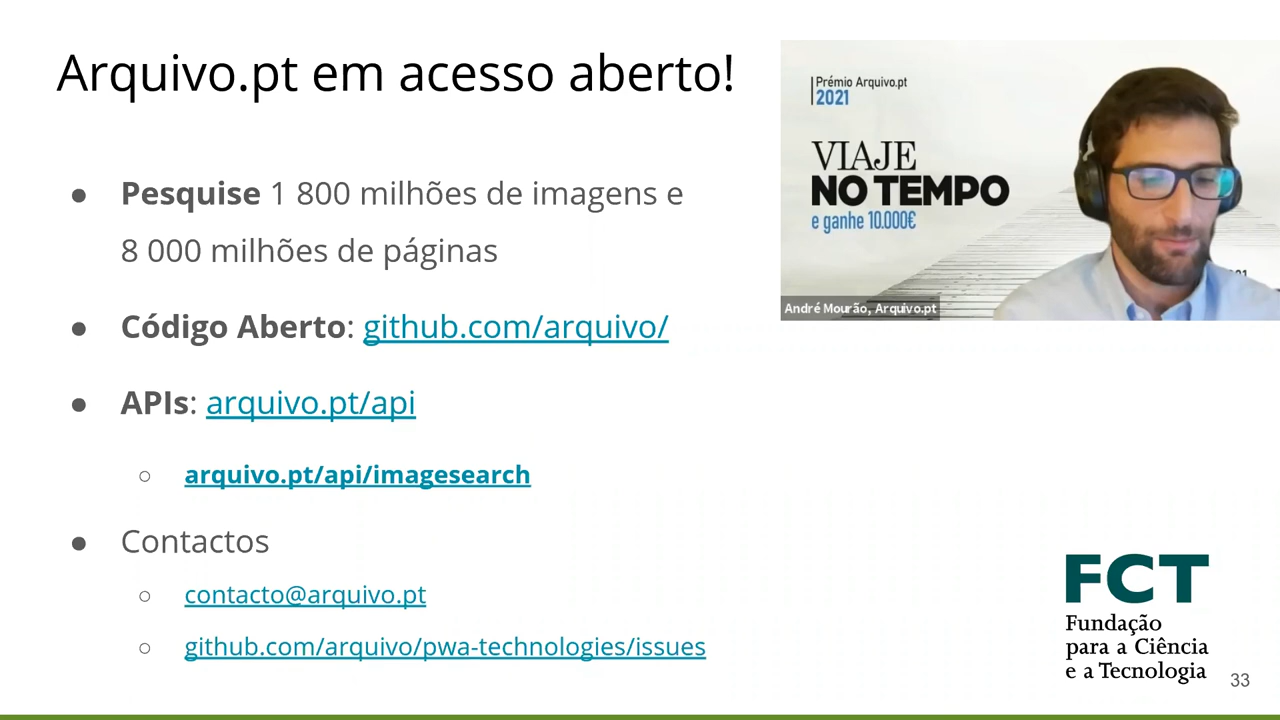 Arquivo.pt em acesso aberto!
● Pesquise 1 800 milhões de imagens e
8 000 milhões de páginas
● Código Aberto: github.com/arquivo/
● APIs: arquivo.pt/api
○ arquivo.pt/api/imagesearch
● Contactos
○ contacto@arquivo.pt
○ github.com/arquivo/pwa-technologies/issues
Prémio Arquivo.pt
2021
VIAJE
NO TEMPO
e ganhe 10.000€
André Mourão, Arquivo.pt
FCT
Fundação
para a Ciência
e a Tecnologia
33